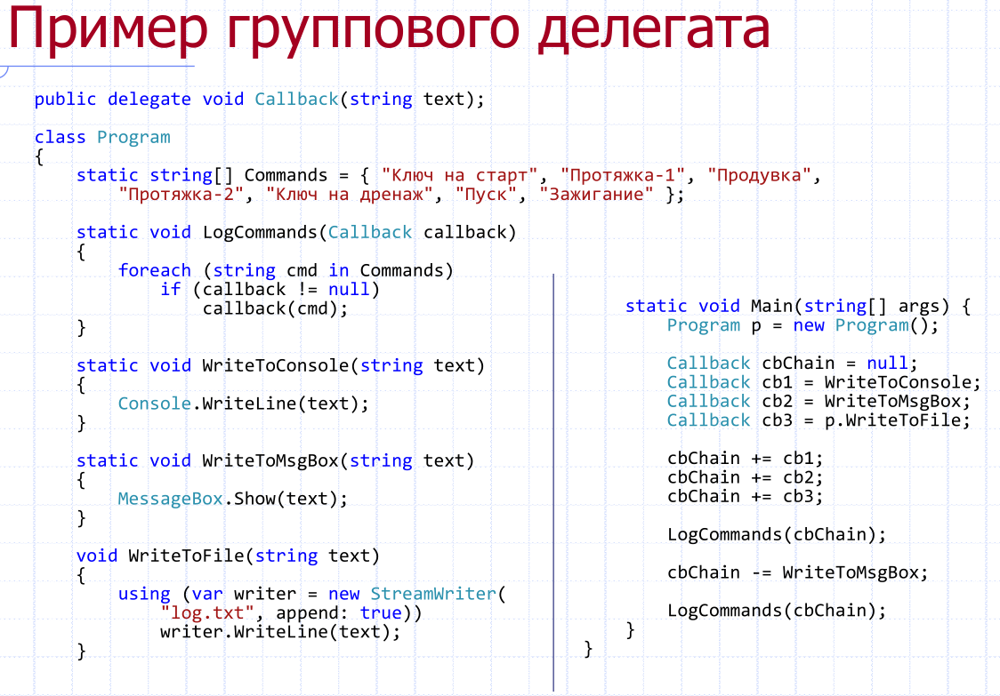 Пример группового делегата
public delegate void Callback(string text);
class Program
{
    static string[] Commands = { "Ключ на старт", "Протяжка-1", "Продувка",
        "Протяжка-2", "Ключ на дренаж", "Пуск", "Зажигание" };
    static void LogCommands(Callback callback)
    {
        foreach (string cmd in Commands)
            if (callback != null)
                callback(cmd);
    }
    static void WriteToConsole(string text)
    {
        Console.WriteLine(text);
    }
    static void WriteToMsgBox(string text)
    {
        MessageBox.Show(text);
    }
    void WriteToFile(string text)
    {
        using (var writer = new StreamWriter(
            "log.txt", append: true))
            writer.WriteLine(text);
    }
    static void Main(string[] args) {
        Program p = new Program();
        Callback cbChain = null;
        Callback cb1 = WriteToConsole;
        Callback cb2 = WriteToMsgBox;
        Callback cb3 = p.WriteToFile;
        cbChain += cb1;
        cbChain += cb2;
        cbChain += cb3;
        LogCommands(cbChain);
        cbChain -= WriteToMsgBox;
        LogCommands(cbChain);
    }
}